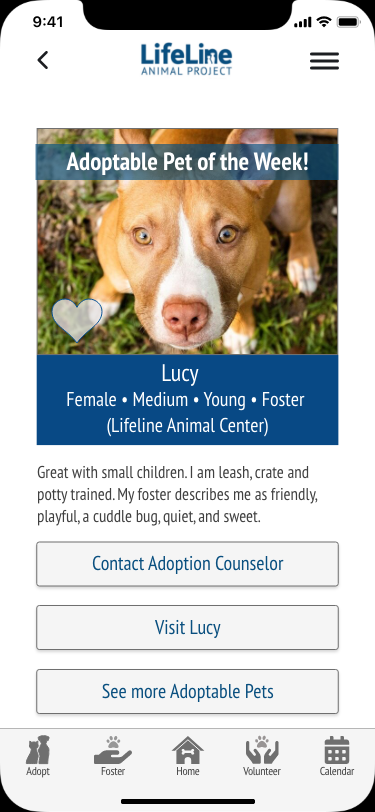 9:41
LifeLine
ANIMAL PROJECT
Adoptable Pet of the Week!
Lucy
Female • Medium • Young • Foster
(Lifeline Animal Center)
Great with small children. I am leash, crate and
potty trained. My foster describes me as friendly,
playful, a cuddle bug, quiet, and sweet.
Contact Adoption Counselor
Visit Lucy
See more Adoptable Pets
Adopt
Foster
Home
Volunteer
Calendar